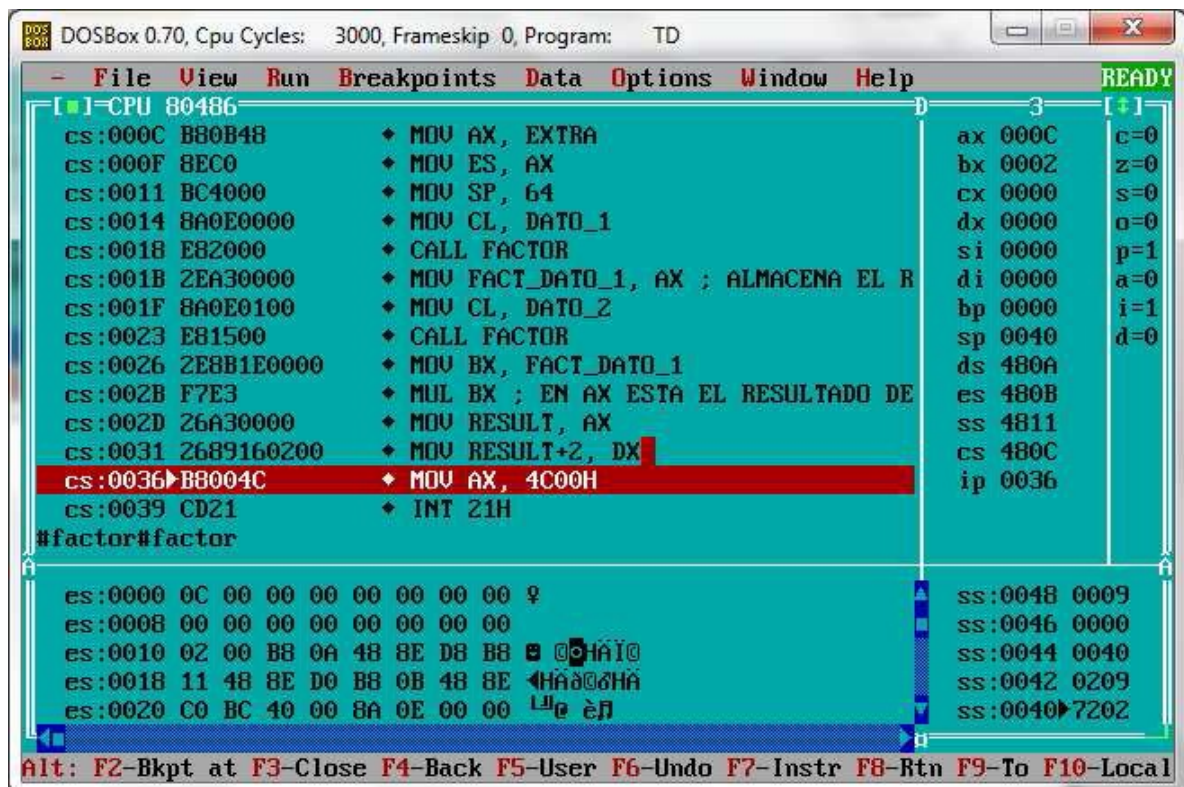 DOSBox 0.70, Cpu Cycles: 3000, Frameskip 0, Program: TD
- File View Run Breakpoints Data Options Window Help READY
[■]=CPU 80486 D 3 [↕]
cs:000C B80B48 ♦ MOV AX, EXTRA ax 000C c=0
cs:000F 8EC0 ♦ MOV ES, AX bx 0002 z=0
cs:0011 BC4000 ♦ MOV SP, 64 cx 0000 s=0
cs:0014 8A0E0000 ♦ MOV CL, DATO_1 dx 0000 o=0
cs:0018 E82000 ♦ CALL FACTOR si 0000 p=1
cs:001B 2EA30000 ♦ MOV FACT_DATO_1, AX ; ALMACENA EL R di 0000 a=0
cs:001F 8A0E0100 ♦ MOV CL, DATO_2 bp 0000 i=1
cs:0023 E81500 ♦ CALL FACTOR sp 0040 d=0
cs:0026 2E8B1E0000 ♦ MOV BX, FACT_DATO_1 ds 480A
cs:002B F7E3 ♦ MUL BX ; EN AX ESTA EL RESULTADO DE es 480B
cs:002D 26A30000 ♦ MOV RESULT, AX ss 4811
cs:0031 2689160200 ♦ MOV RESULT+2, DX cs 480C
cs:0036►B8004C ♦ MOV AX, 4C00H ip 0036
cs:0039 CD21 ♦ INT 21H
#factor#factor
es:0000 0C 00 00 00 00 00 00 00 ♀ ss:0048 0009
es:0008 00 00 00 00 00 00 00 00 ss:0046 0000
es:0010 02 00 B8 0A 48 8E D8 B8 ss:0044 0040
es:0018 11 48 8E D0 B8 0B 48 8E ss:0042 0209
es:0020 C0 BC 40 00 8A 0E 00 00 ss:0040►7202
Alt: F2-Bkpt at F3-Close F4-Back F5-User F6-Undo F7-Instr F8-Rtn F9-To F10-Local